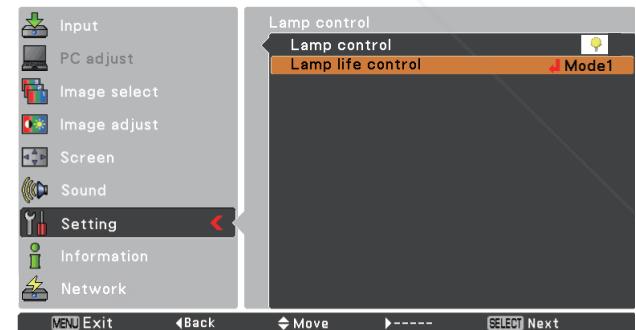 Input
PC adjust
Image select
Image adjust
Screen
Sound
Setting
Information
Network
Lamp control
Lamp control
Lamp life control Mode1
MENU Exit Back Move ----- SELECT Next